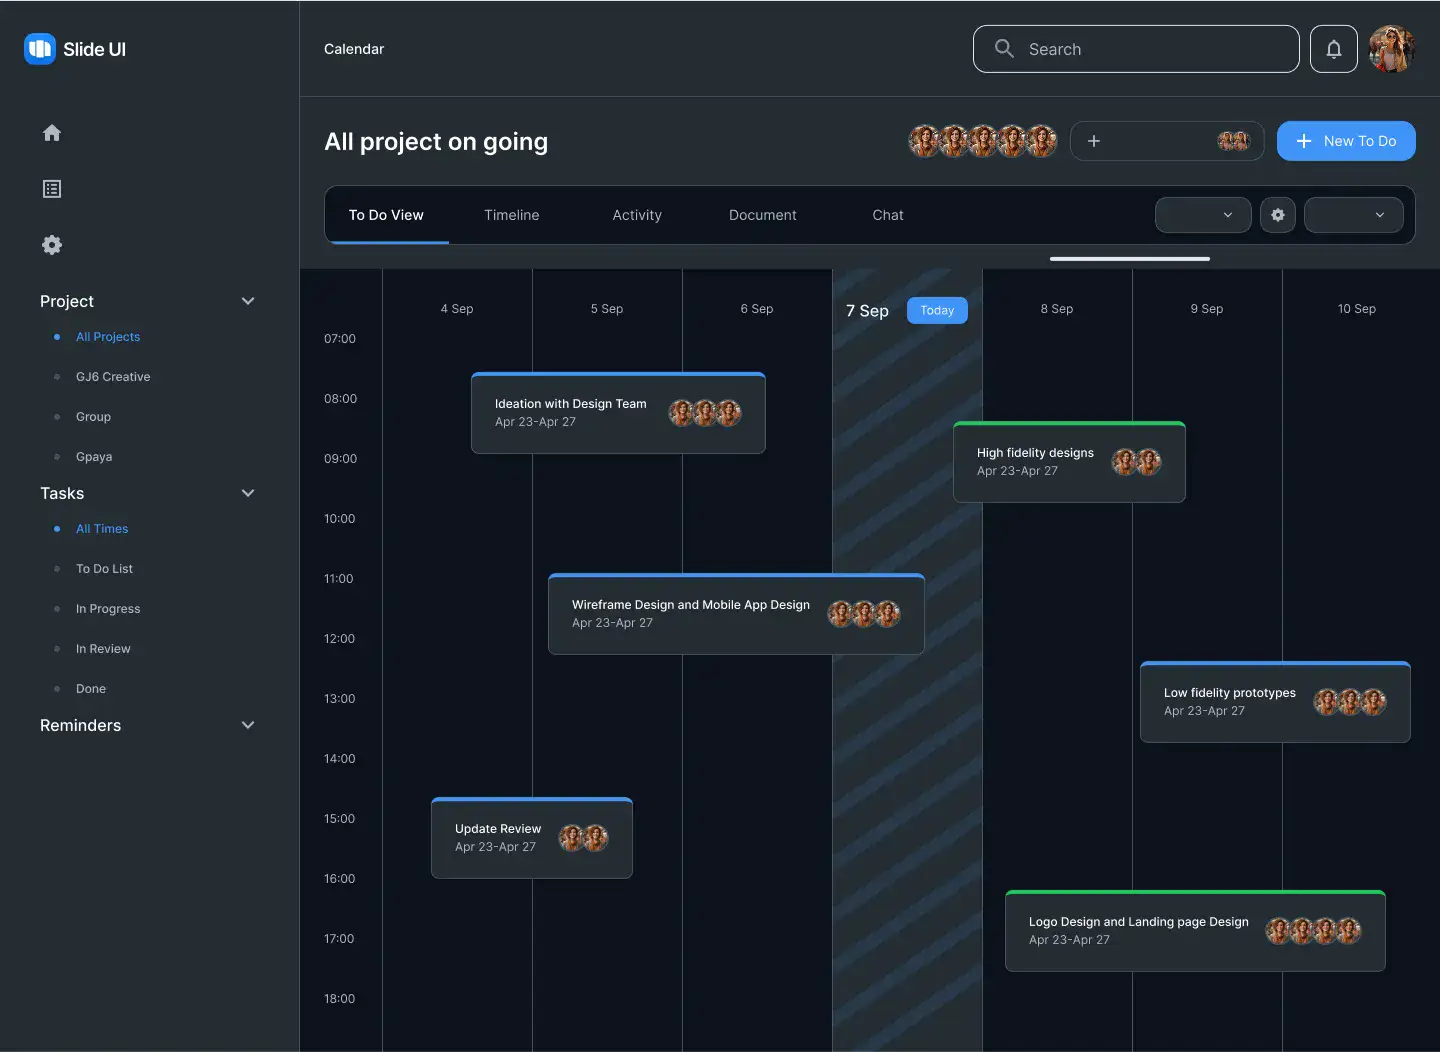 Slide UI
Calendar
Search
Project
All Projects
GJ6 Creative
Group
Gpaya
Tasks
All Times
To Do List
In Progress
In Review
Done
Reminders
All project on going
New To Do
To Do View
Timeline
Activity
Document
Chat
4 Sep
5 Sep
6 Sep
7 Sep
Today
8 Sep
9 Sep
10 Sep
07:00
08:00
09:00
10:00
11:00
12:00
13:00
14:00
15:00
16:00
17:00
18:00
Ideation with Design Team
Apr 23-Apr 27
High fidelity designs
Apr 23-Apr 27
Wireframe Design and Mobile App Design
Apr 23-Apr 27
Low fidelity prototypes
Apr 23-Apr 27
Update Review
Apr 23-Apr 27
Logo Design and Landing page Design
Apr 23-Apr 27